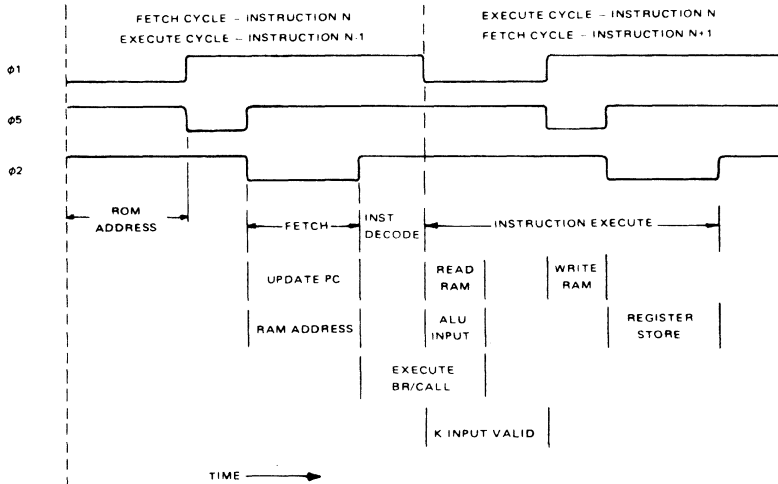 FETCH CYCLE – INSTRUCTION N
EXECUTE CYCLE – INSTRUCTION N-1
EXECUTE CYCLE – INSTRUCTION N
FETCH CYCLE – INSTRUCTION N+1
φ1
φ5
φ2
ROM
ADDRESS
FETCH
INST
DECODE
INSTRUCTION EXECUTE
UPDATE PC
READ
RAM
WRITE
RAM
RAM ADDRESS
ALU
INPUT
REGISTER
STORE
EXECUTE
BR/CALL
K INPUT VALID
TIME